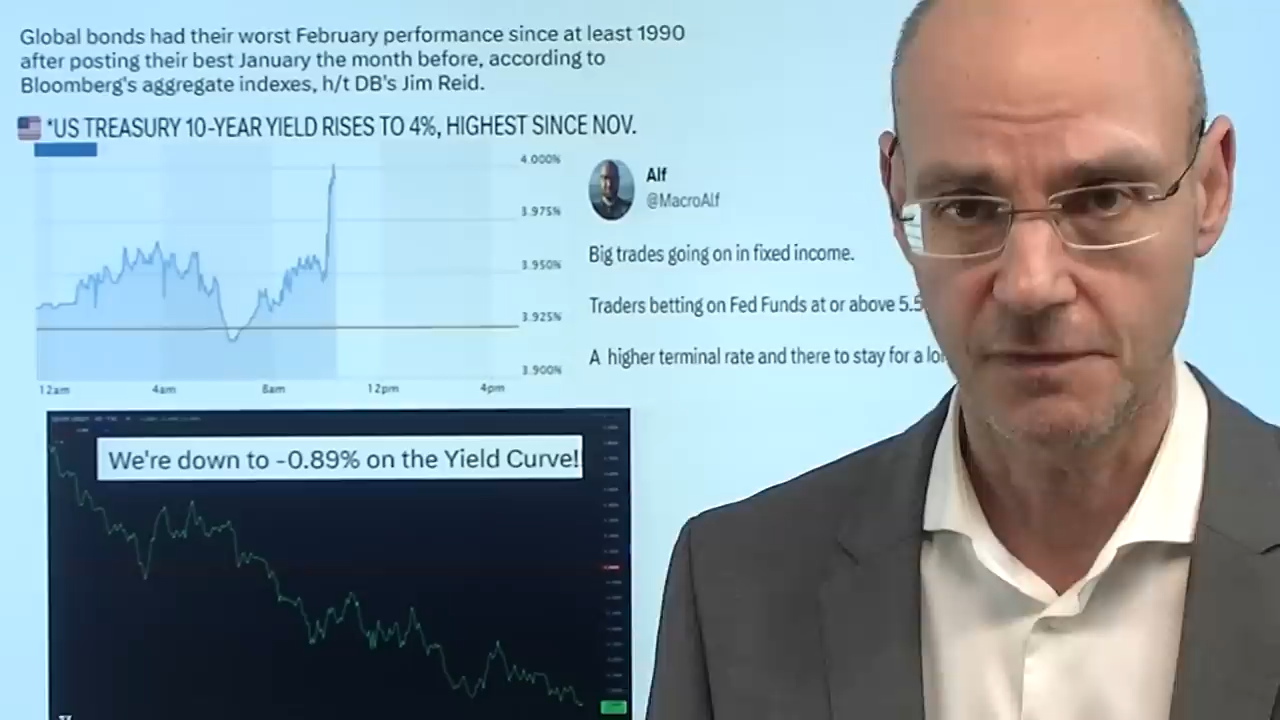 Global bonds had their worst February performance since at least 1990
after posting their best January the month before, according to
Bloomberg's aggregate indexes, h/t DB's Jim Reid.
*US TREASURY 10-YEAR YIELD RISES TO 4%, HIGHEST SINCE NOV.
4.000%
3.975%
3.950%
3.925%
3.900%
12am 4am 8am 12pm 4pm
Alf
@MacroAlf
Big trades going on in fixed income.
Traders betting on Fed Funds at or above 5.5
A higher terminal rate and there to stay for a lo
We're down to -0.89% on the Yield Curve!